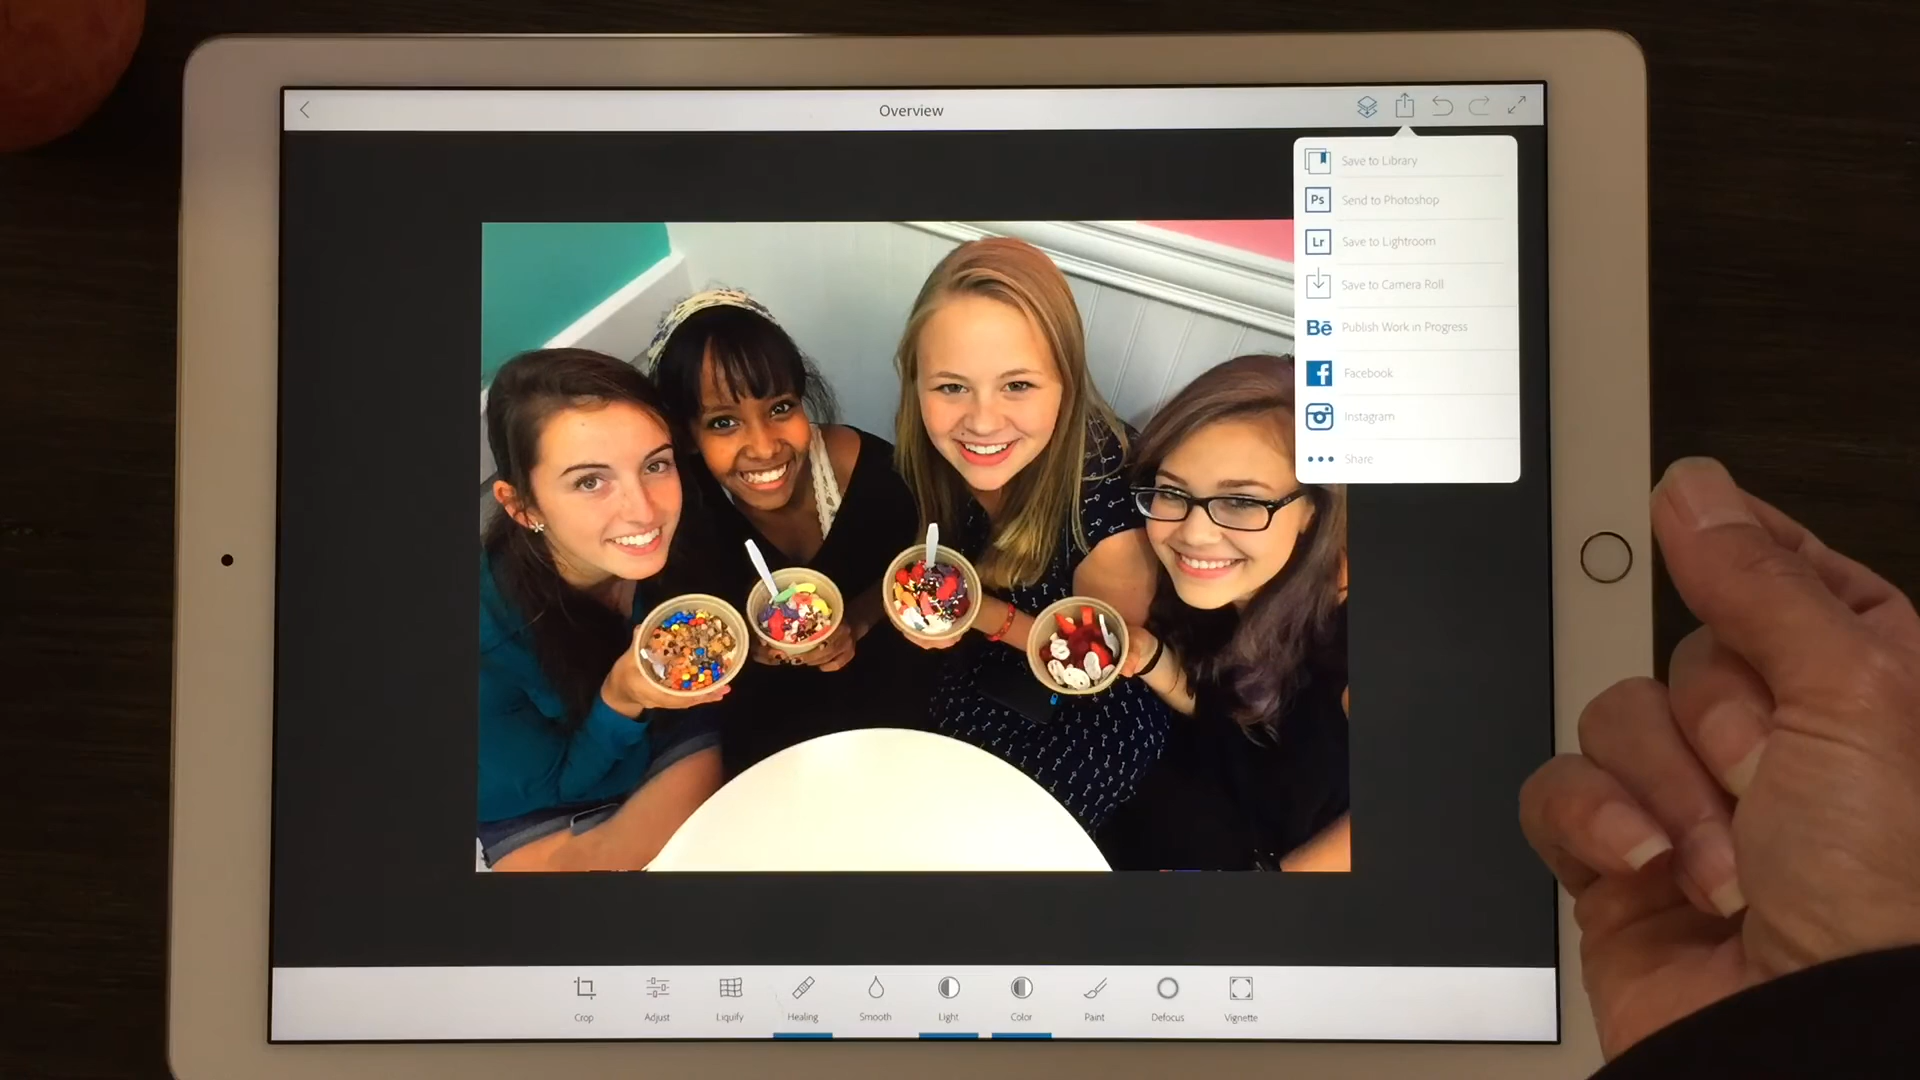 Overview
Save to Library
Ps Send to Photoshop
Lr Save to Lightroom
Save to Camera Roll
Bē Publish Work in Progress
f Facebook
Instagram
Share
Crop Adjust Liquify Healing Smooth Light Color Paint Defocus Vignette